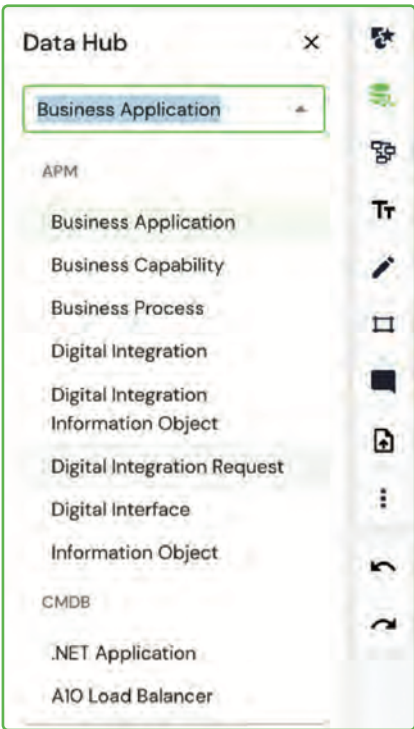 Data Hub
Business Application
APM
Business Application
Business Capability
Business Process
Digital Integration
Digital Integration
Information Object
Digital Integration Request
Digital Interface
Information Object
CMDB
.NET Application
A10 Load Balancer